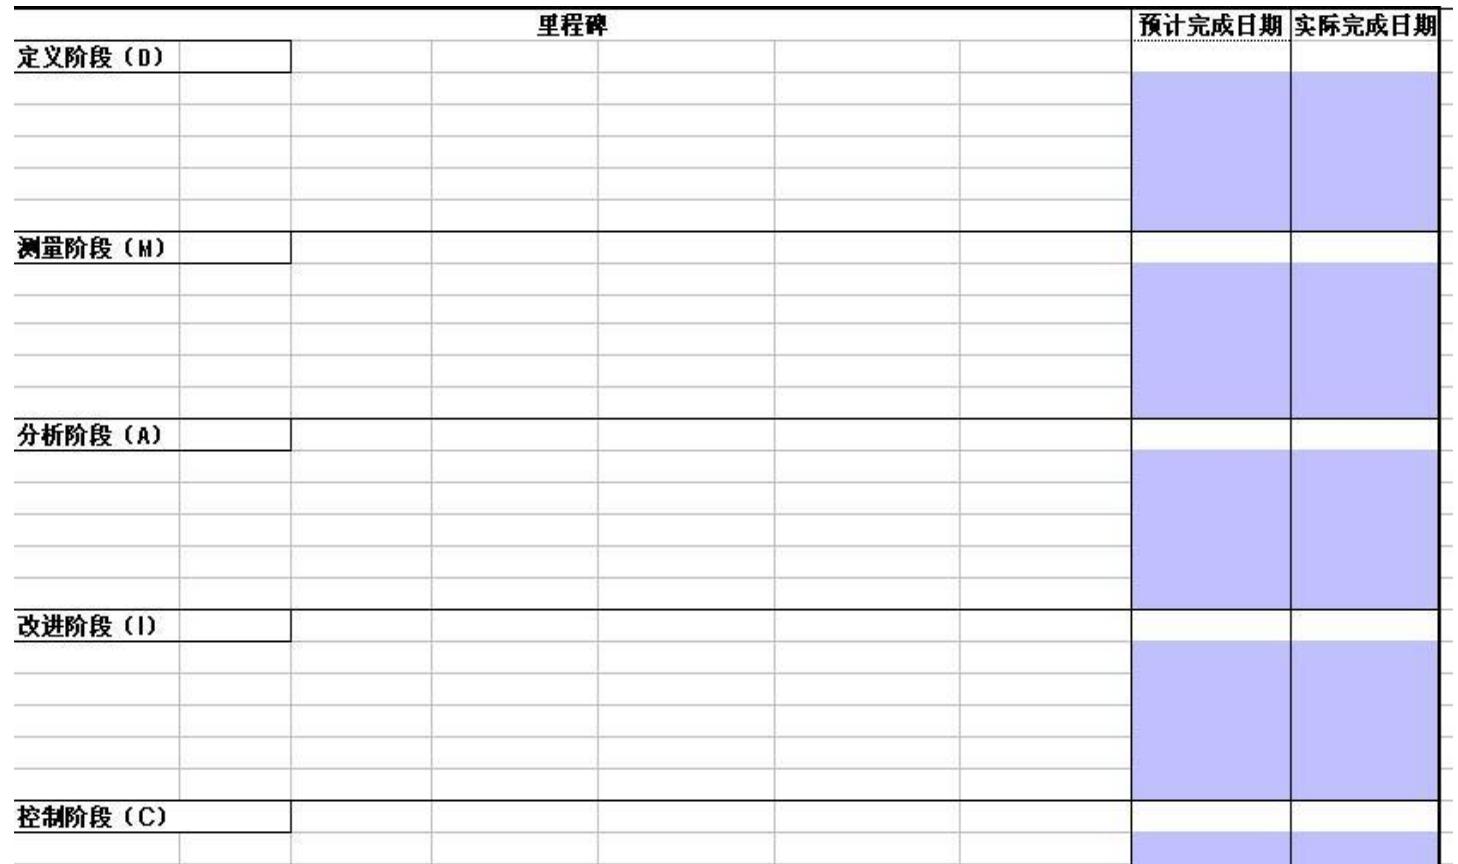 里程碑 预计完成日期 实际完成日期
定义阶段（D）
测量阶段（M）
分析阶段（A）
改进阶段（I）
控制阶段（C）